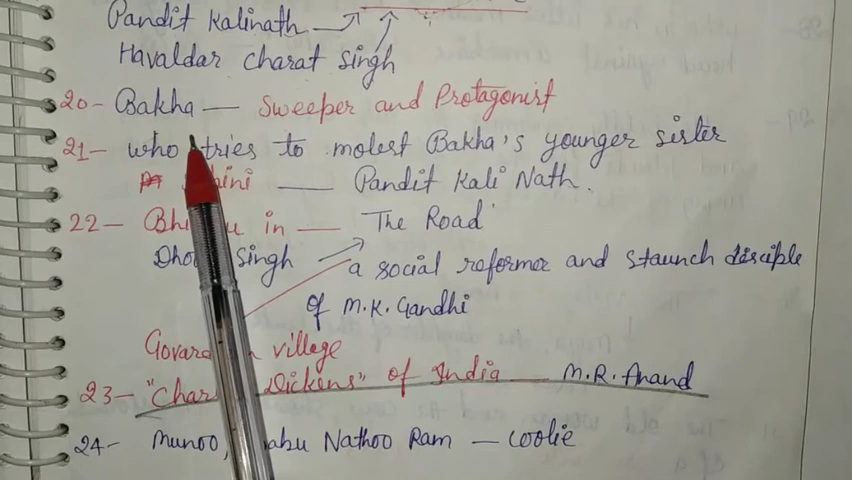 Pandit Kalinath
Havaldar Charat Singh
20- Bakha — Sweeper and Protagonist
21- who tries to molest Bakha's younger sister
— Pandit Kali Nath.
22- in — The Road
Singh
a social reformer and staunch disciple
of M.K. Gandhi
village
23- Dickens" of India — M.R. Anand
24- Munoo, Nathoo Ram — Coolie